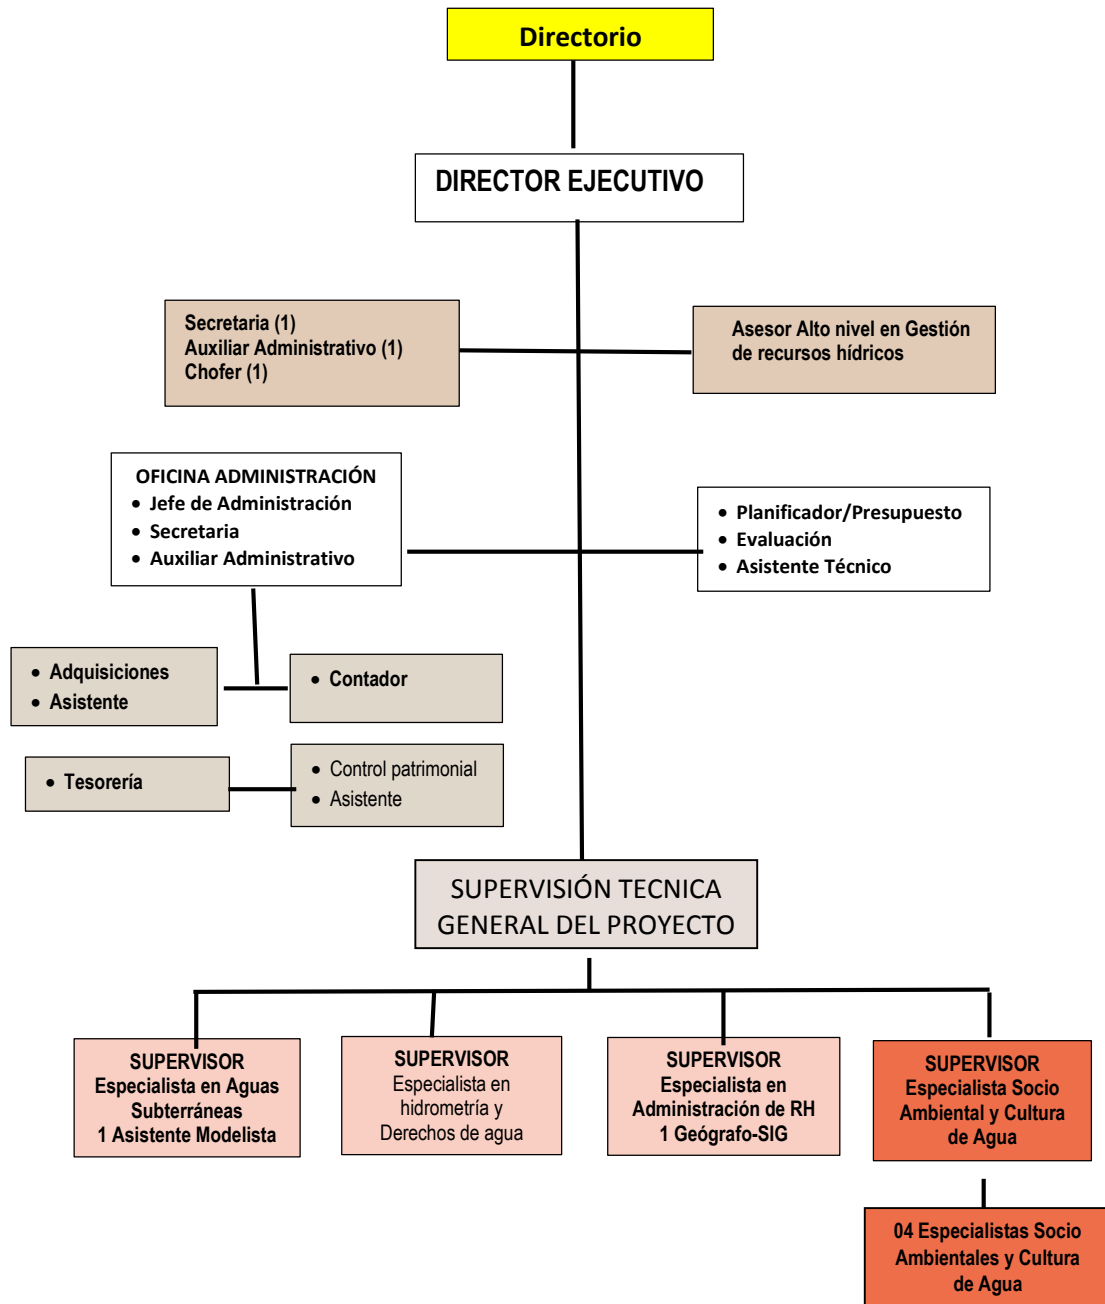 Directorio
DIRECTOR EJECUTIVO
Secretaria (1)
Auxiliar Administrativo (1)
Chofer (1)
Asesor Alto nivel en Gestión
de recursos hídricos
OFICINA ADMINISTRACIÓN
• Jefe de Administración
• Secretaria
• Auxiliar Administrativo
• Planificador/Presupuesto
• Evaluación
• Asistente Técnico
• Adquisiciones
• Asistente
• Contador
• Tesorería
• Control patrimonial
• Asistente
SUPERVISIÓN TECNICA
GENERAL DEL PROYECTO
SUPERVISOR
Especialista en Aguas
Subterráneas
1 Asistente Modelista
SUPERVISOR
Especialista en
hidrometría y
Derechos de agua
SUPERVISOR
Especialista en
Administración de RH
1 Geógrafo-SIG
SUPERVISOR
Especialista Socio
Ambiental y Cultura
de Agua
04 Especialistas Socio
Ambientales y Cultura
de Agua